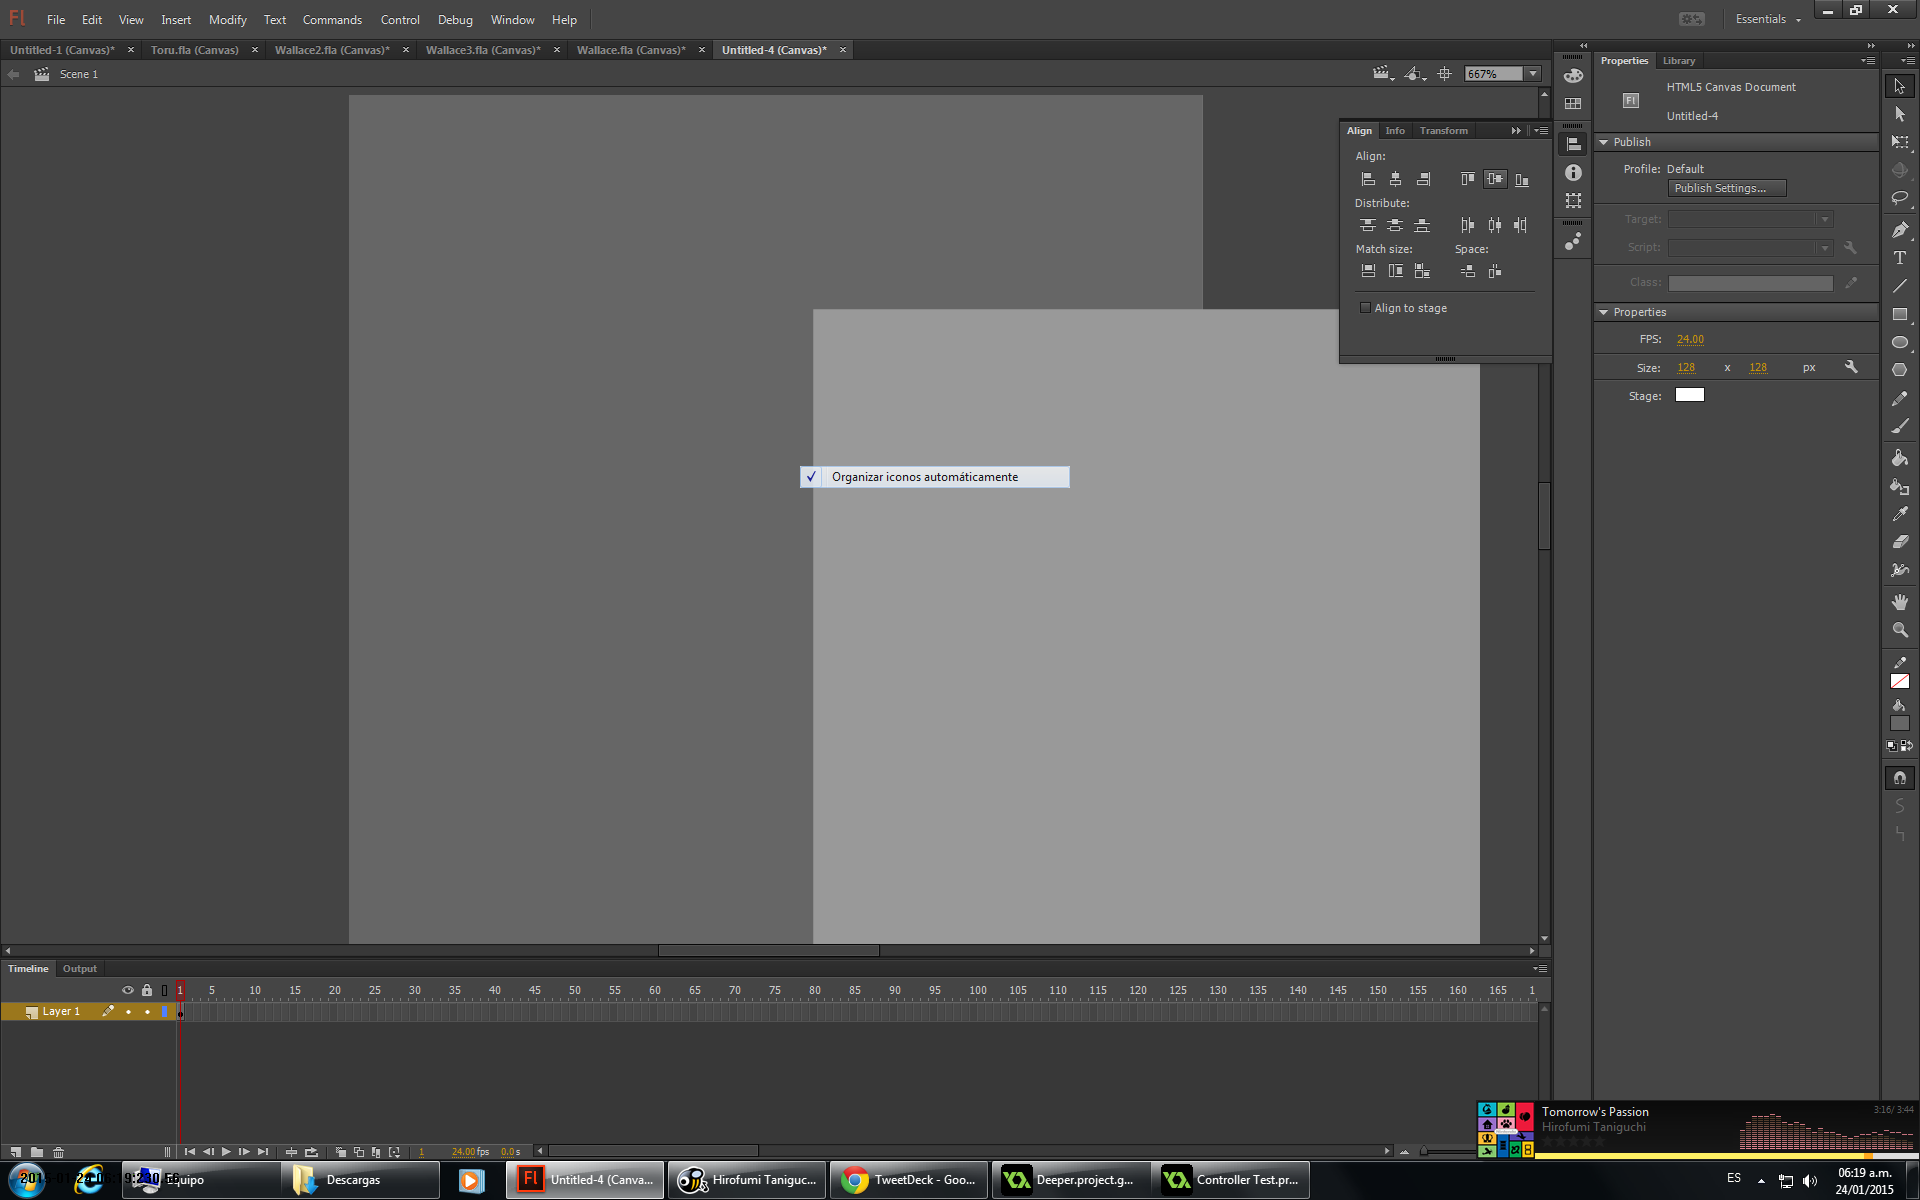 Fl File Edit View Insert Modify Text Commands Control Debug Window Help Essentials
Untitled-1 (Canvas)* Toru.fla (Canvas) Wallace2.fla (Canvas)* Wallace3.fla (Canvas)* Wallace.fla (Canvas)* Untitled-4 (Canvas)*
Scene 1 667%
Properties Library
Fl HTML5 Canvas Document
Untitled-4
Publish
Profile: Default
Publish Settings...
Target:
Script:
Class:
Properties
FPS: 24.00
Size: 128 x 128 px
Stage:
Align Info Transform
Align:
Distribute:
Match size: Space:
Align to stage
Organizar iconos automáticamente
Timeline Output
1 5 10 15 20 25 30 35 40 45 50 55 60 65 70 75 80 85 90 95 100 105 110 115 120 125 130 135 140 145 150 155 160 165 1
Layer 1
1 24.00 fps 0.0 s
Tomorrow's Passion 3:16/ 3:44
Hirofumi Taniguchi
Equipo Descargas Fl Untitled-4 (Canva... Hirofumi Taniguc... TweetDeck - Goo... Deeper.project.g... Controller Test.pr... ES 06:19 a.m.
24/01/2015